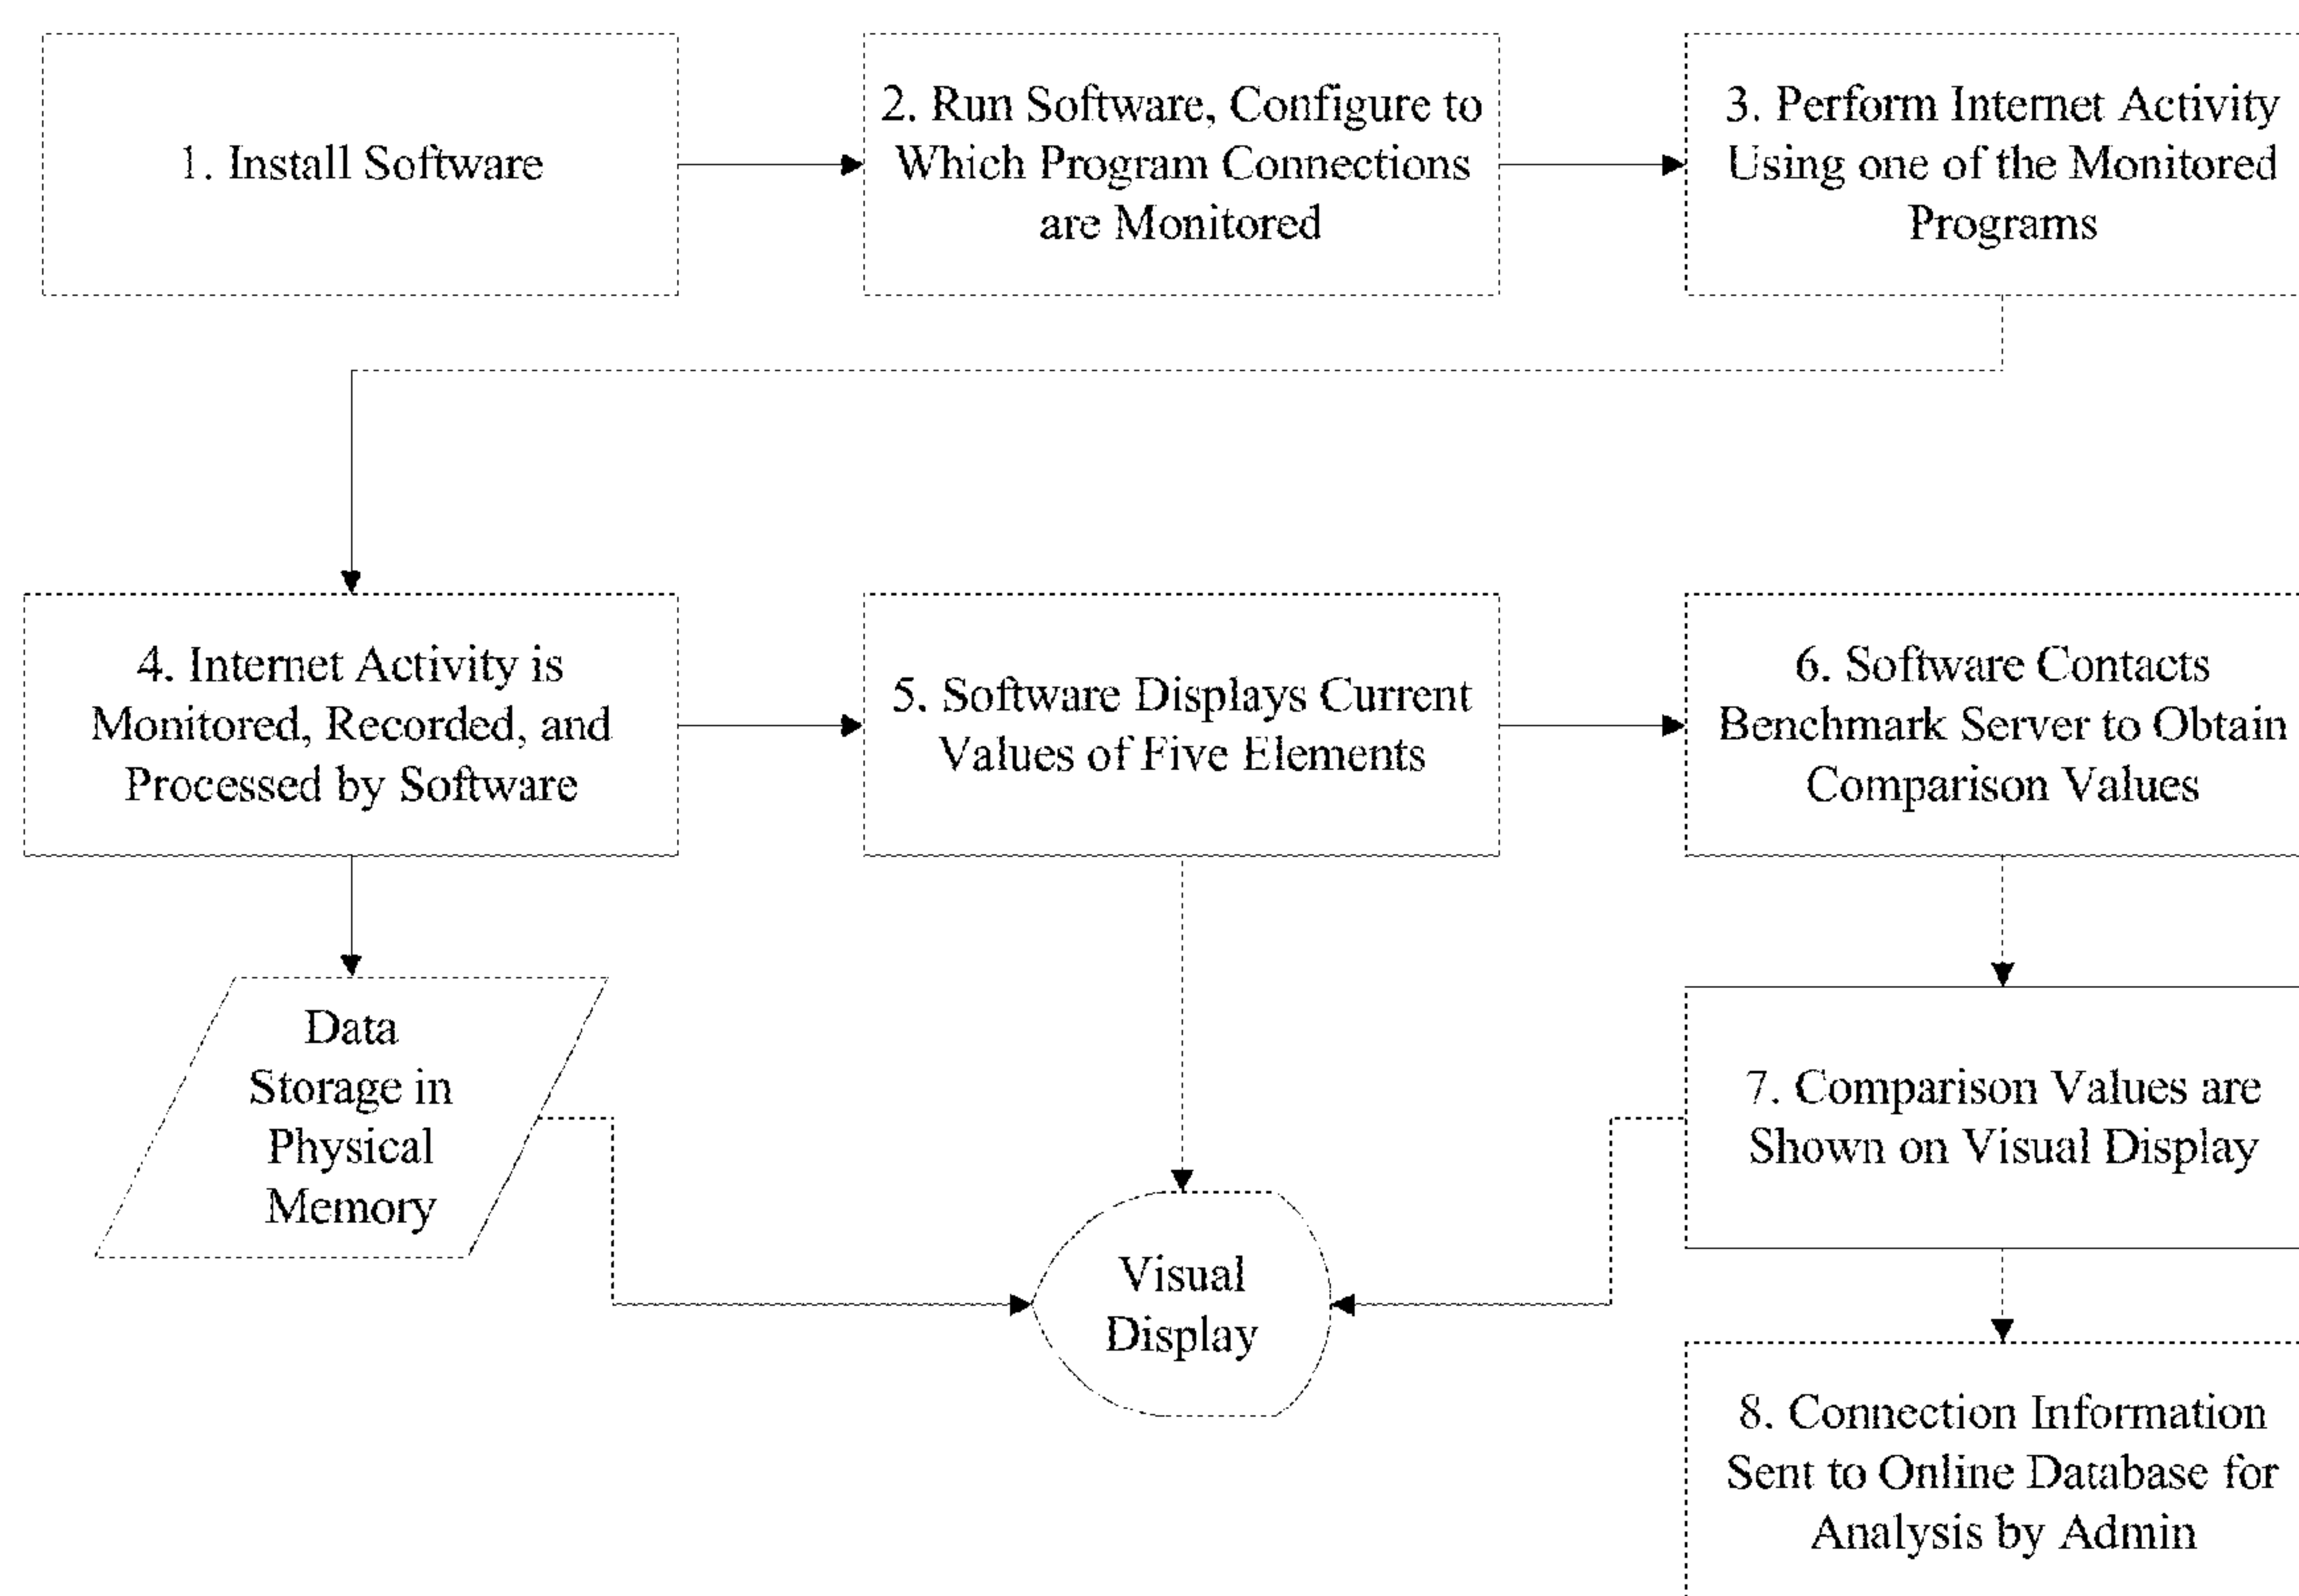 1. Install Software
2. Run Software, Configure to
Which Program Connections
are Monitored
3. Perform Internet Activity
Using one of the Monitored
Programs
4. Internet Activity is
Monitored, Recorded, and
Processed by Software
5. Software Displays Current
Values of Five Elements
6. Software Contacts
Benchmark Server to Obtain
Comparison Values
Data
Storage in
Physical
Memory
Visual
Display
7. Comparison Values are
Shown on Visual Display
8. Connection Information
Sent to Online Database for
Analysis by Admin